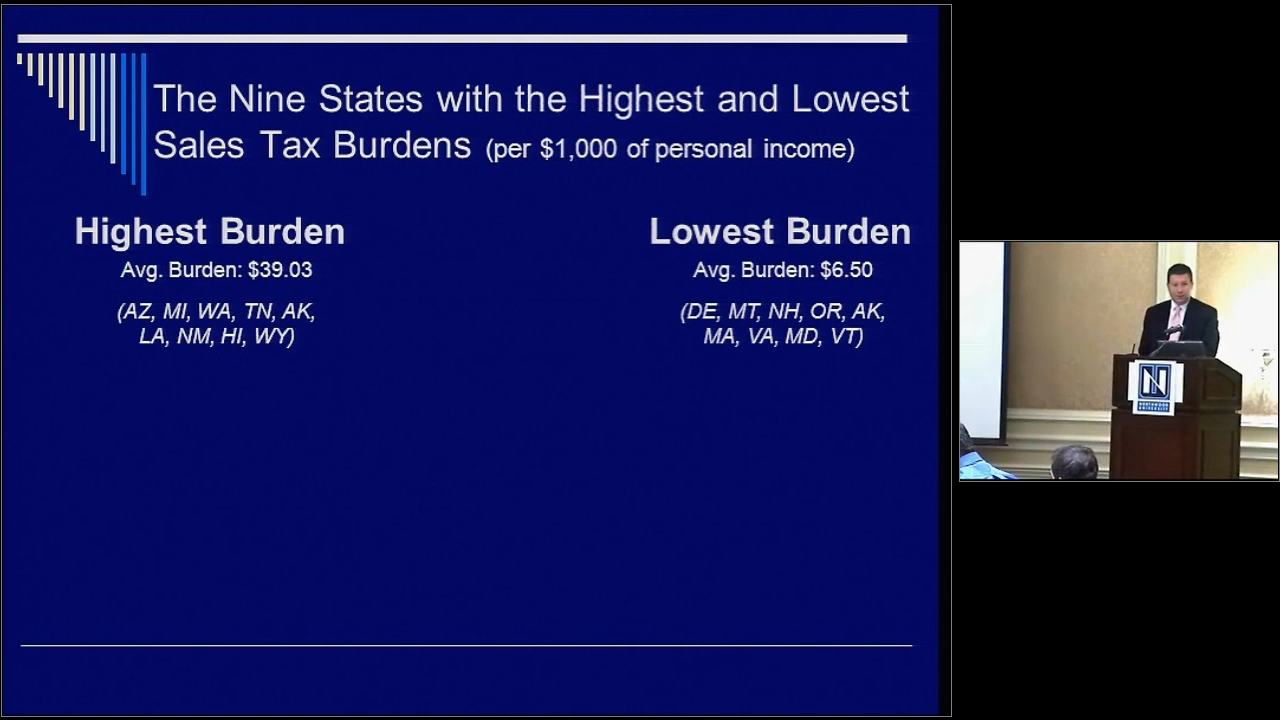 The Nine States with the Highest and Lowest
Sales Tax Burdens (per $1,000 of personal income)
Highest Burden
Avg. Burden: $39.03
(AZ, MI, WA, TN, AK,
LA, NM, HI, WY)
Lowest Burden
Avg. Burden: $6.50
(DE, MT, NH, OR, AK,
MA, VA, MD, VT)
N
NORTHWOOD
UNIVERSITY